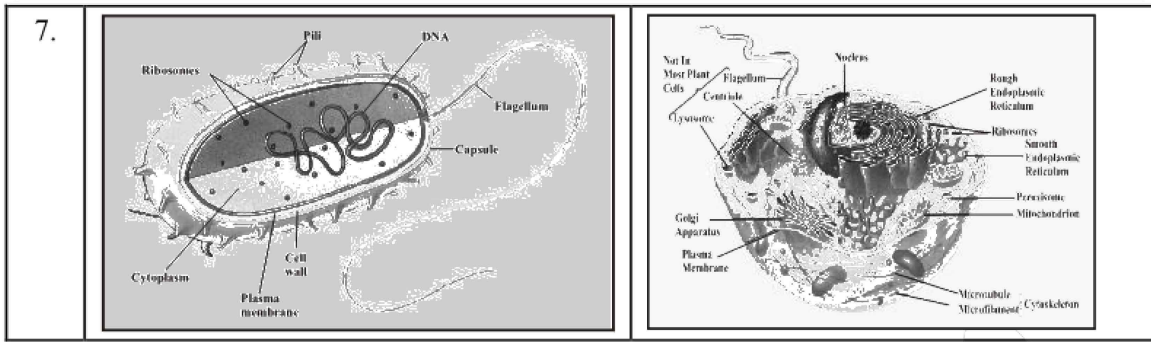 7.
Pili
DNA
Ribosomes
Flagellum
Capsule
Cell
wall
Cytoplasm
Plasma
membrane
Nucleus
Not In
Most Plant
Cells
Flagellum
Centriole
Lysosome
Rough
Endoplasmic
Reticulum
Ribosomes
Smooth
Endoplasmic
Reticulum
Peroxisome
Mitochondrion
Golgi
Apparatus
Plasma
Membrane
Microtubule
Microfilament
Cytoskeleton